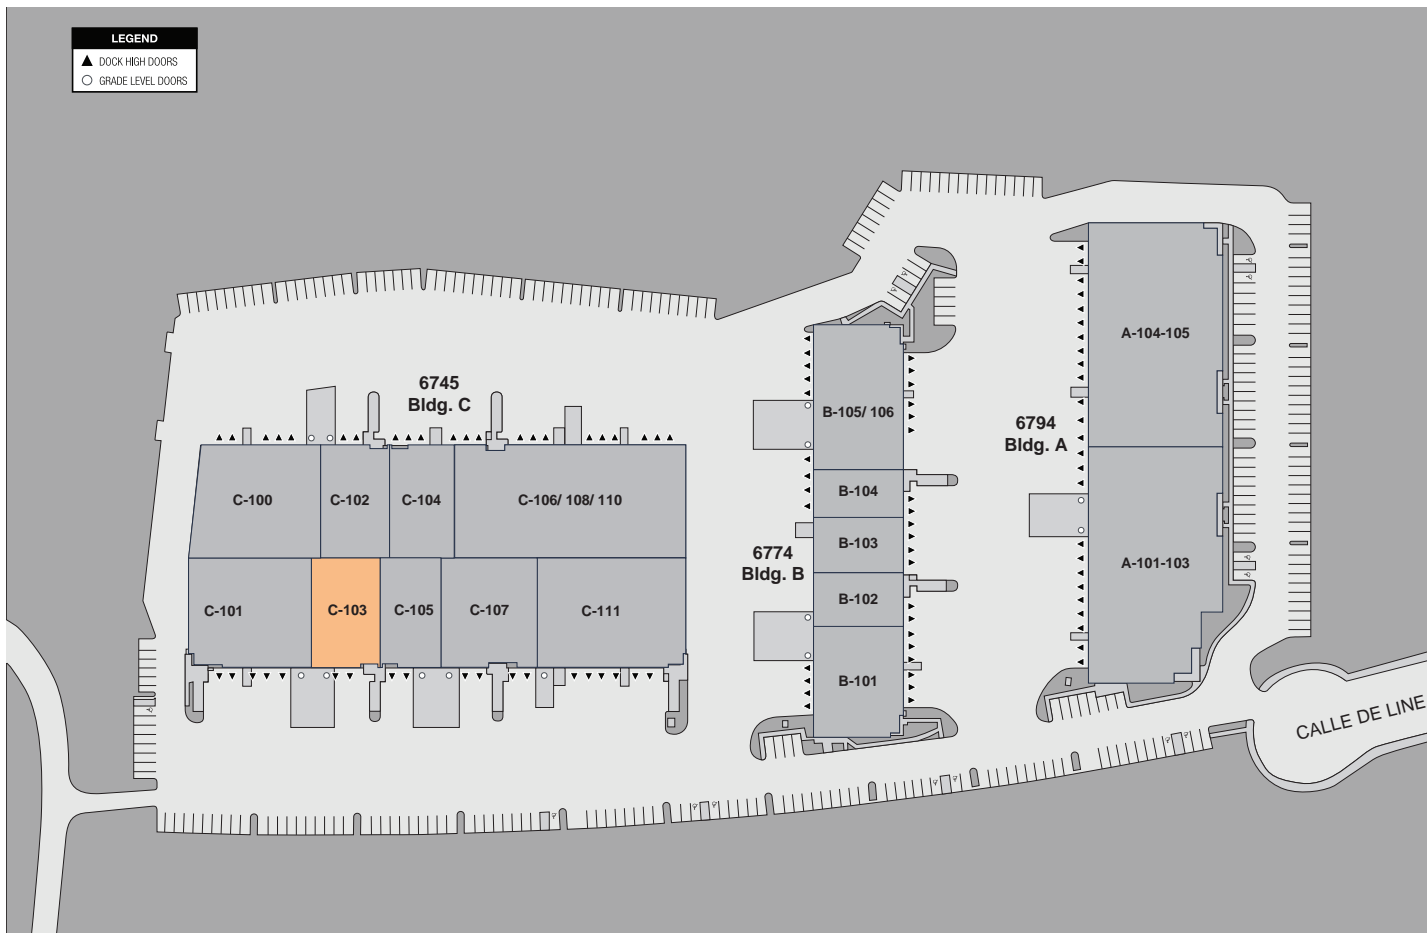 LEGEND
DOCK HIGH DOORS
GRADE LEVEL DOORS
6745
Bldg. C
C-100
C-102
C-104
C-106/ 108/ 110
C-101
C-103
C-105
C-107
C-111
6774
Bldg. B
B-105/ 106
B-104
B-103
B-102
B-101
6794
Bldg. A
A-104-105
A-101-103
CALLE DE LINE